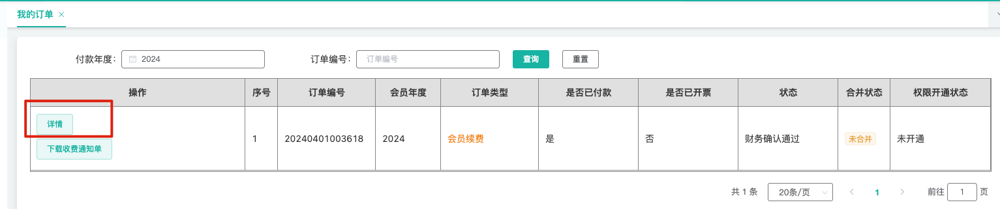 我的订单 ×
付款年度： 2024 订单编号： 订单编号 查询 重置
操作 序号 订单编号 会员年度 订单类型 是否已付款 是否已开票 状态 合并状态 权限开通状态
详情
1 20240401003618 2024 会员续费 是 否 财务确认通过 未合并 未开通
下载收费通知单
共 1 条 20条/页 1 前往 1 页